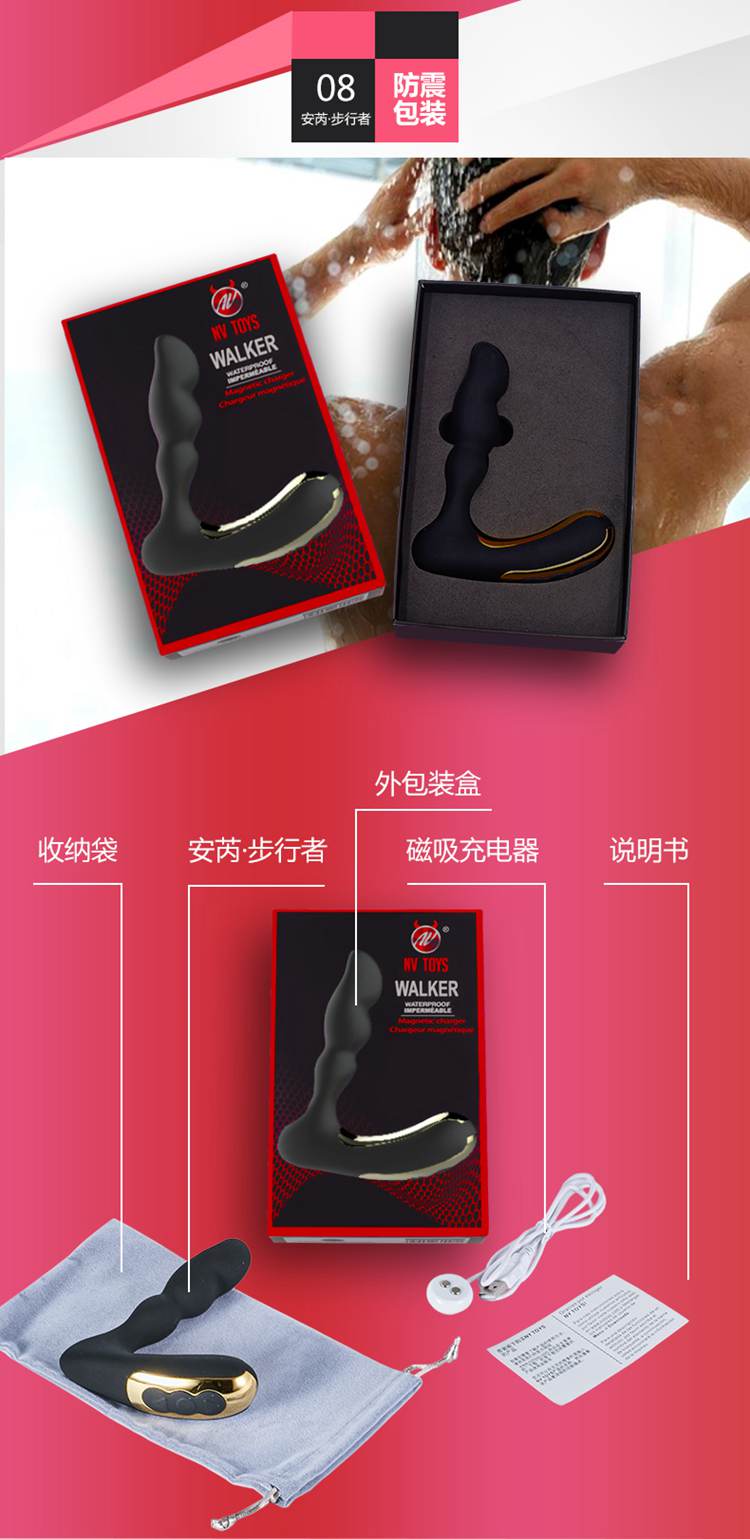 08
安芮·步行者
防震
包装
NV TOYS
WALKER
WATERPROOF
IMPERMÉABLE
Magnetic charger
Chargeur magnétique
外包装盒
收纳袋
安芮·步行者
磁吸充电器
说明书
NV TOYS
WALKER
WATERPROOF
IMPERMÉABLE
Magnetic charger
Chargeur magnétique